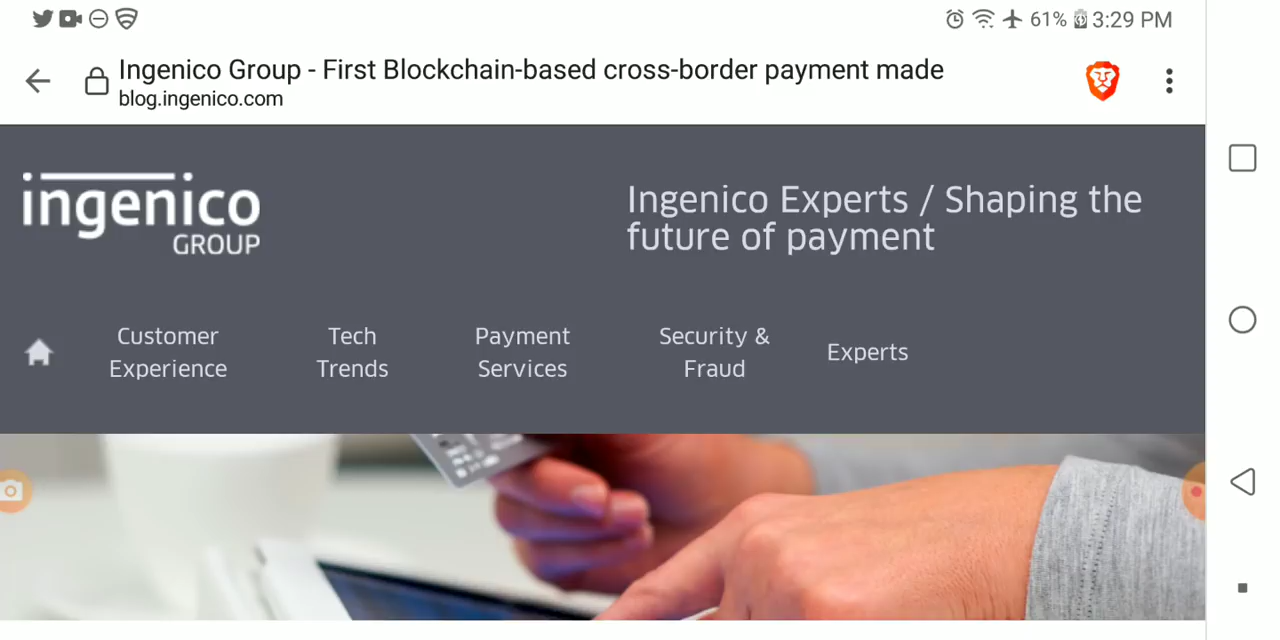 61% 3:29 PM
Ingenico Group - First Blockchain-based cross-border payment made
blog.ingenico.com
ingenico
GROUP
Ingenico Experts / Shaping the
future of payment
Customer
Experience
Tech
Trends
Payment
Services
Security &
Fraud
Experts